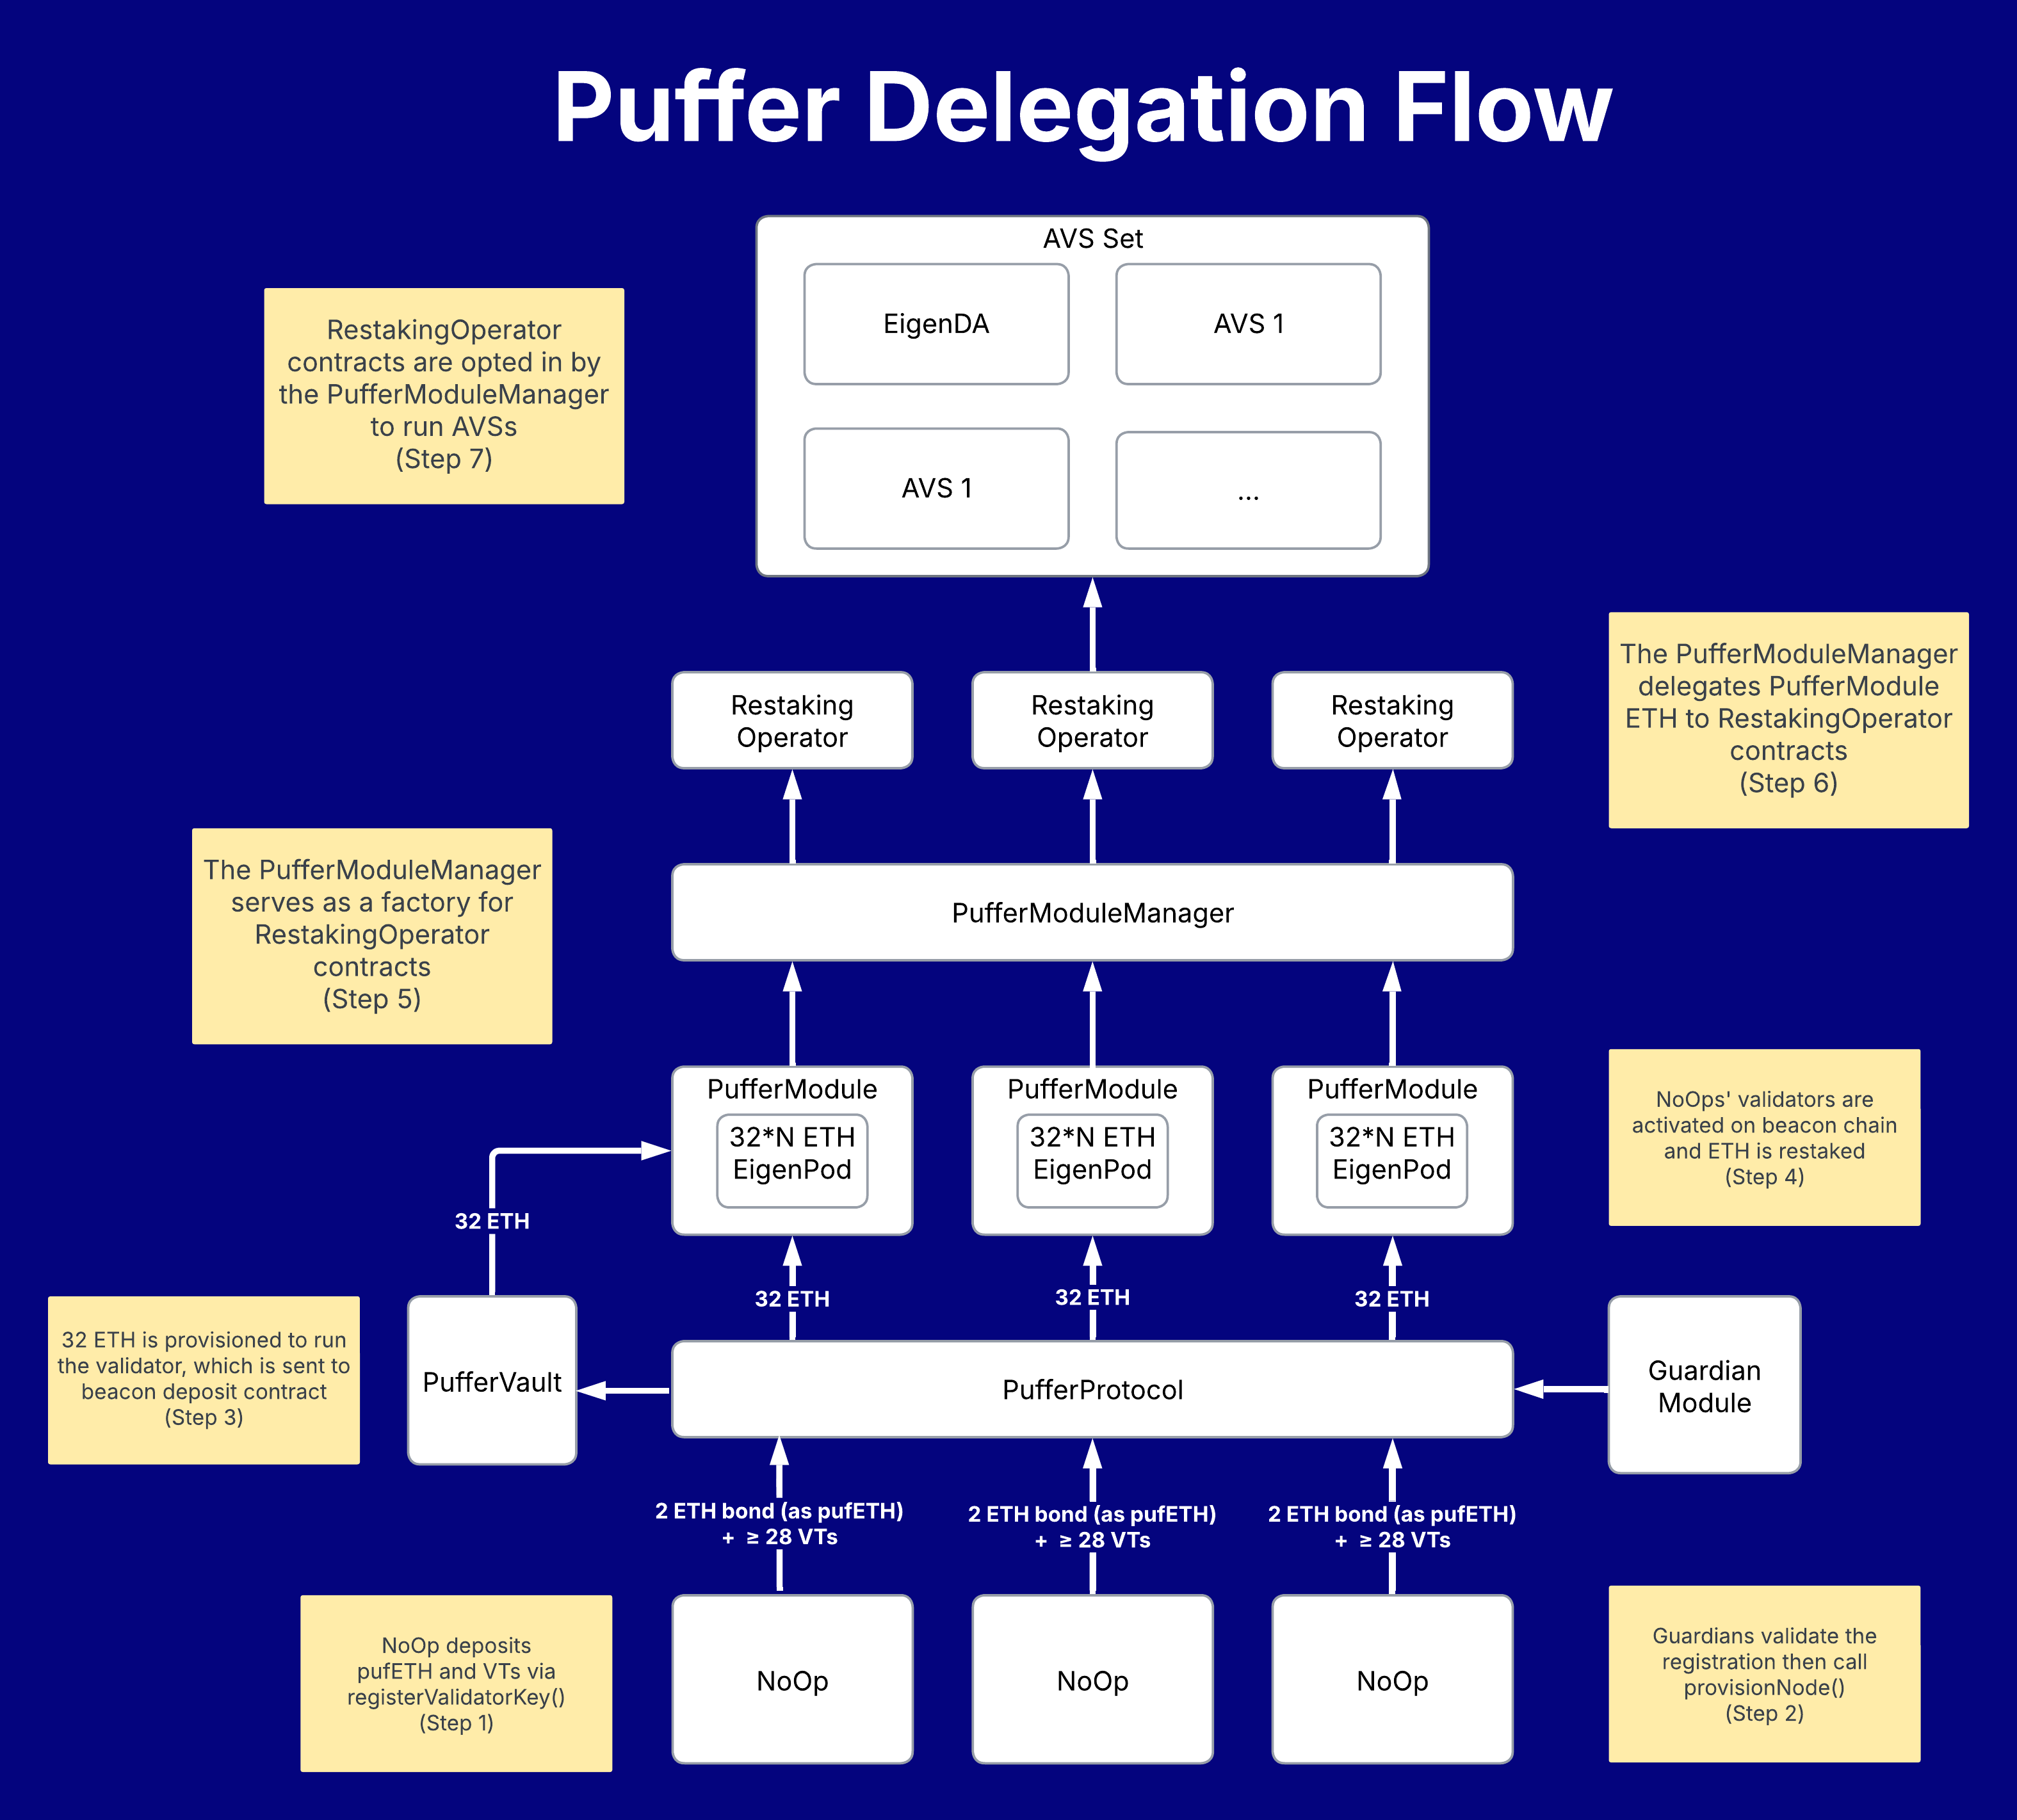 Puffer Delegation Flow
AVS Set
EigenDA
AVS 1
AVS 1
...
RestakingOperator
contracts are opted in by
the PufferModuleManager
to run AVSs
(Step 7)
Restaking
Operator
Restaking
Operator
Restaking
Operator
The PufferModuleManager
delegates PufferModule
ETH to RestakingOperator
contracts
(Step 6)
The PufferModuleManager
serves as a factory for
RestakingOperator
contracts
(Step 5)
PufferModuleManager
PufferModule
32*N ETH
EigenPod
PufferModule
32*N ETH
EigenPod
PufferModule
32*N ETH
EigenPod
NoOps' validators are
activated on beacon chain
and ETH is restaked
(Step 4)
32 ETH
32 ETH
32 ETH
32 ETH
32 ETH is provisioned to run
the validator, which is sent to
beacon deposit contract
(Step 3)
PufferVault
PufferProtocol
Guardian
Module
2 ETH bond (as pufETH)
+ ≥ 28 VTs
2 ETH bond (as pufETH)
+ ≥ 28 VTs
2 ETH bond (as pufETH)
+ ≥ 28 VTs
NoOp deposits
pufETH and VTs via
registerValidatorKey()
(Step 1)
NoOp
NoOp
NoOp
Guardians validate the
registration then call
provisionNode()
(Step 2)